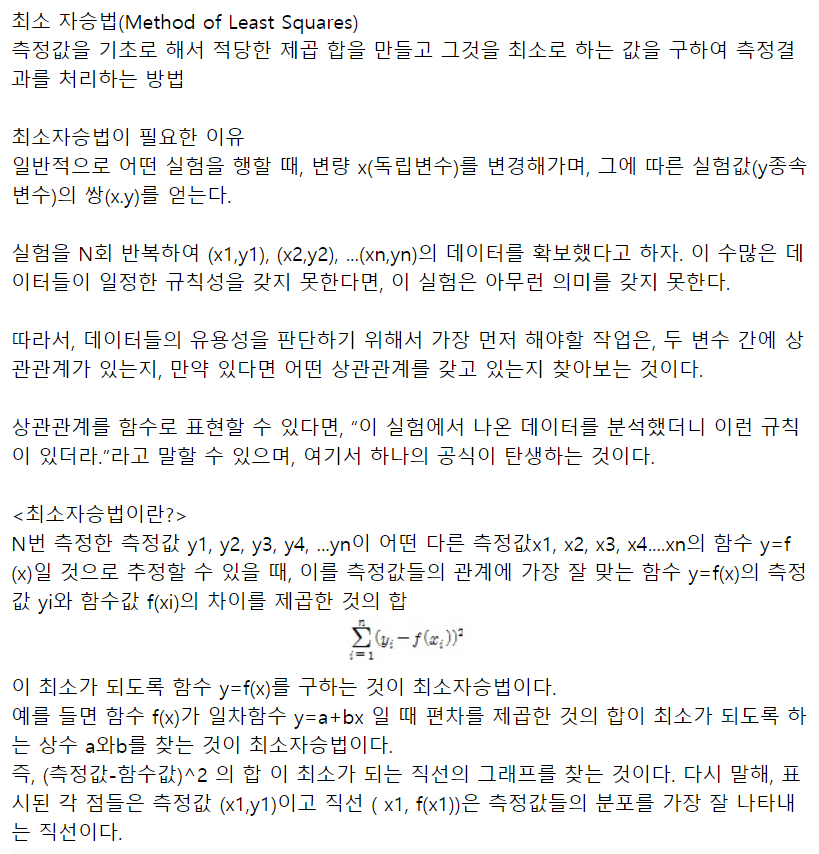 최소 자승법(Method of Least Squares)
측정값을 기초로 해서 적당한 제곱 합을 만들고 그것을 최소로 하는 값을 구하여 측정결
과를 처리하는 방법
최소자승법이 필요한 이유
일반적으로 어떤 실험을 행할 때, 변량 x(독립변수)를 변경해가며, 그에 따른 실험값(y종속
변수)의 쌍(x.y)를 얻는다.
실험을 N회 반복하여 (x1,y1), (x2,y2), ...(xn,yn)의 데이터를 확보했다고 하자. 이 수많은 데
이터들이 일정한 규칙성을 갖지 못한다면, 이 실험은 아무런 의미를 갖지 못한다.
따라서, 데이터들의 유용성을 판단하기 위해서 가장 먼저 해야할 작업은, 두 변수 간에 상
관관계가 있는지, 만약 있다면 어떤 상관관계를 갖고 있는지 찾아보는 것이다.
상관관계를 함수로 표현할 수 있다면, “이 실험에서 나온 데이터를 분석했더니 이런 규칙
이 있더라.”라고 말할 수 있으며, 여기서 하나의 공식이 탄생하는 것이다.
<최소자승법이란?>
N번 측정한 측정값 y1, y2, y3, y4, ...yn이 어떤 다른 측정값x1, x2, x3, x4....xn의 함수 y=f
(x)일 것으로 추정할 수 있을 때, 이를 측정값들의 관계에 가장 잘 맞는 함수 y=f(x)의 측정
값 yi와 함수값 f(xi)의 차이를 제곱한 것의 합
∑_{i=1}^{n}(y_i−f(x_i))²
이 최소가 되도록 함수 y=f(x)를 구하는 것이 최소자승법이다.
예를 들면 함수 f(x)가 일차함수 y=a+bx 일 때 편차를 제곱한 것의 합이 최소가 되도록 하
는 상수 a와b를 찾는 것이 최소자승법이다.
즉, (측정값-함수값)^2 의 합 이 최소가 되는 직선의 그래프를 찾는 것이다. 다시 말해, 표
시된 각 점들은 측정값 (x1,y1)이고 직선 ( x1, f(x1))은 측정값들의 분포를 가장 잘 나타내
는 직선이다.